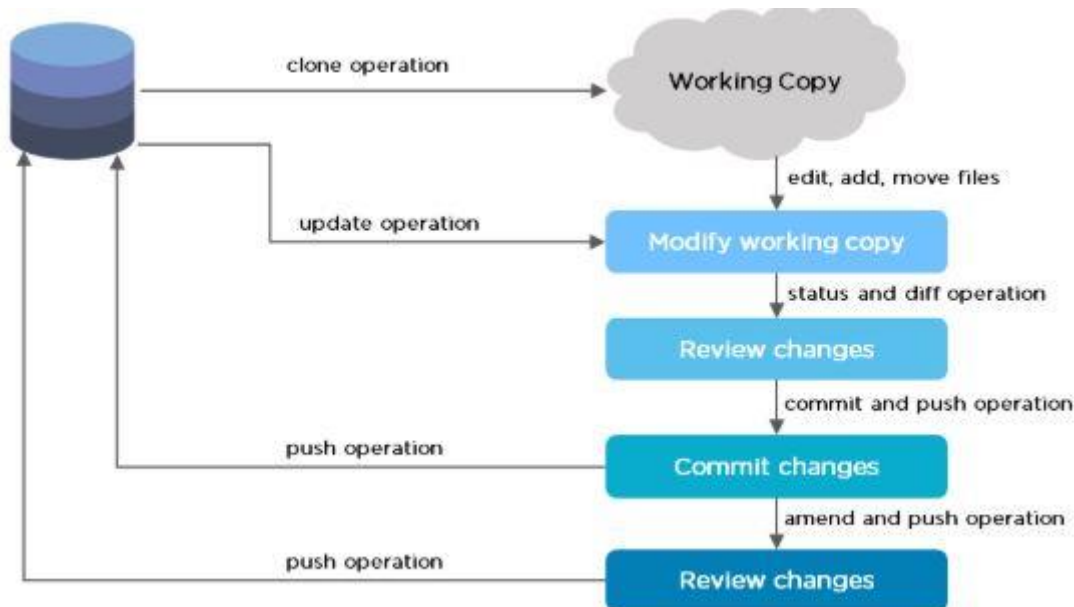 clone operation
Working Copy
edit, add, move files
update operation
Modify working copy
status and diff operation
Review changes
commit and push operation
push operation
Commit changes
amend and push operation
push operation
Review changes